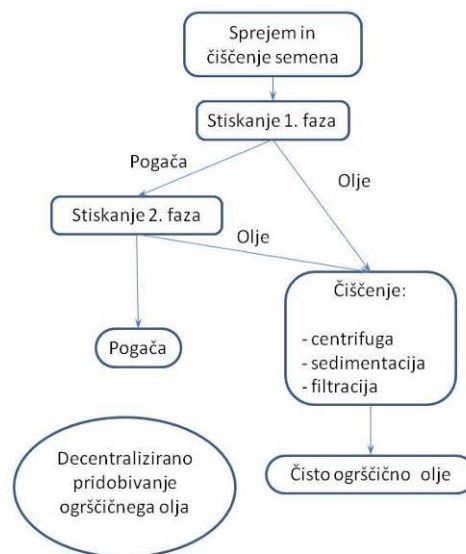 Sprejem in
čiščenje semena
Stiskanje 1. faza
Pogača
Olje
Stiskanje 2. faza
Olje
Čiščenje:
- centrifuga
- sedimentacija
- filtracija
Pogača
Decentralizirano
pridobivanje
ogrščičnega olja
Čisto ogrščično olje